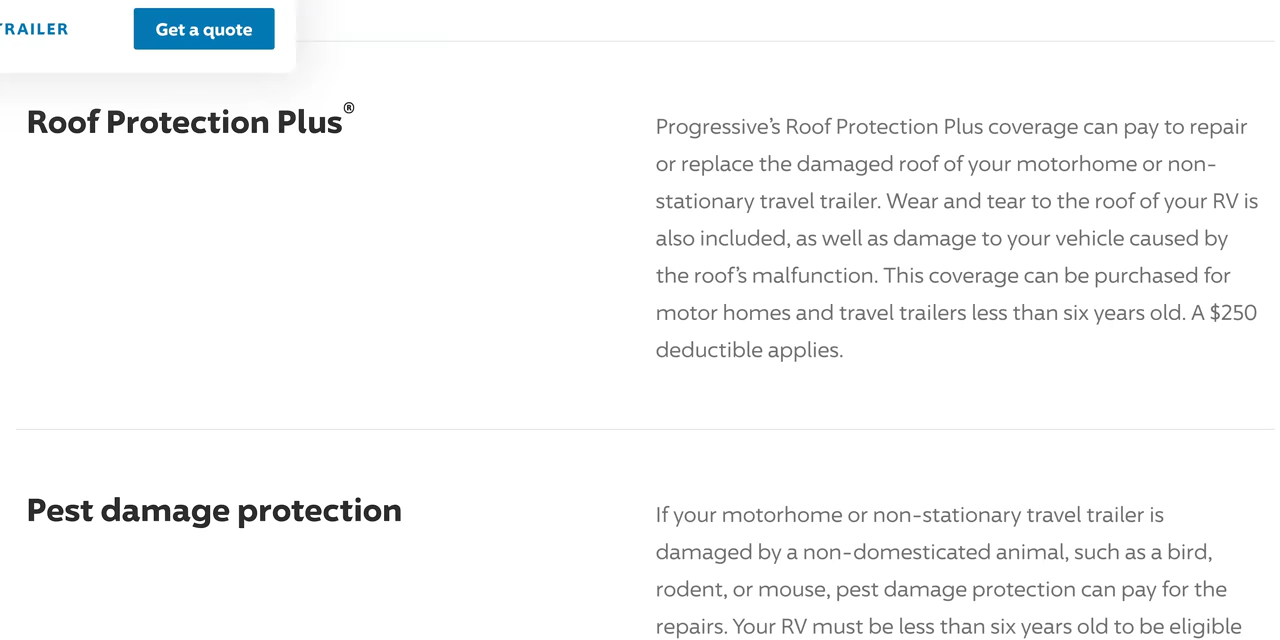 TRAILER
Get a quote
Roof Protection Plus®
Progressive’s Roof Protection Plus coverage can pay to repair
or replace the damaged roof of your motorhome or non-
stationary travel trailer. Wear and tear to the roof of your RV is
also included, as well as damage to your vehicle caused by
the roof’s malfunction. This coverage can be purchased for
motor homes and travel trailers less than six years old. A $250
deductible applies.
Pest damage protection
If your motorhome or non-stationary travel trailer is
damaged by a non-domesticated animal, such as a bird,
rodent, or mouse, pest damage protection can pay for the
repairs. Your RV must be less than six years old to be eligible